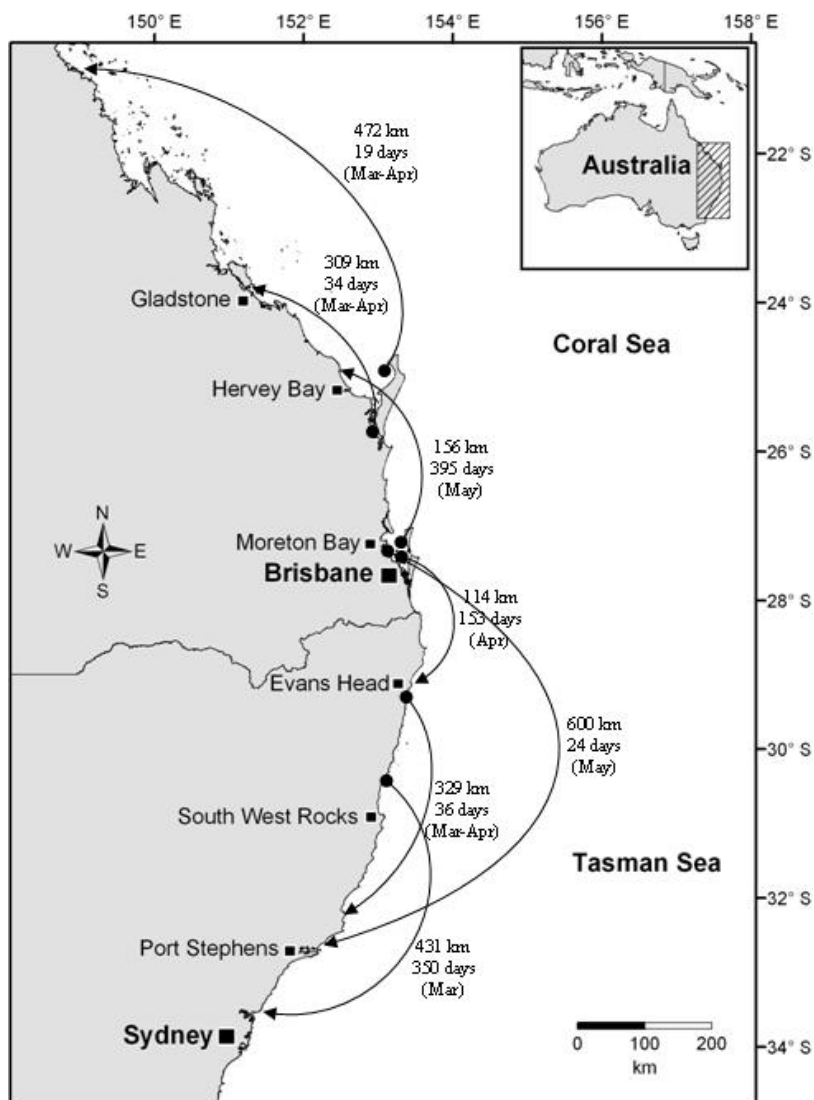 150° E
152° E
154° E
156° E
158° E
472 km
19 days
(Mar-Apr)
Australia
22° S
309 km
34 days
(Mar-Apr)
Gladstone
24° S
Coral Sea
Hervey Bay
156 km
395 days
(May)
26° S
N
W
E
S
Moreton Bay
Brisbane
114 km
153 days
(Apr)
28° S
Evans Head
600 km
24 days
(May)
30° S
329 km
36 days
(Mar-Apr)
South West Rocks
Tasman Sea
32° S
Port Stephens
431 km
350 days
(Mar)
Sydney
0 100 200
km
34° S